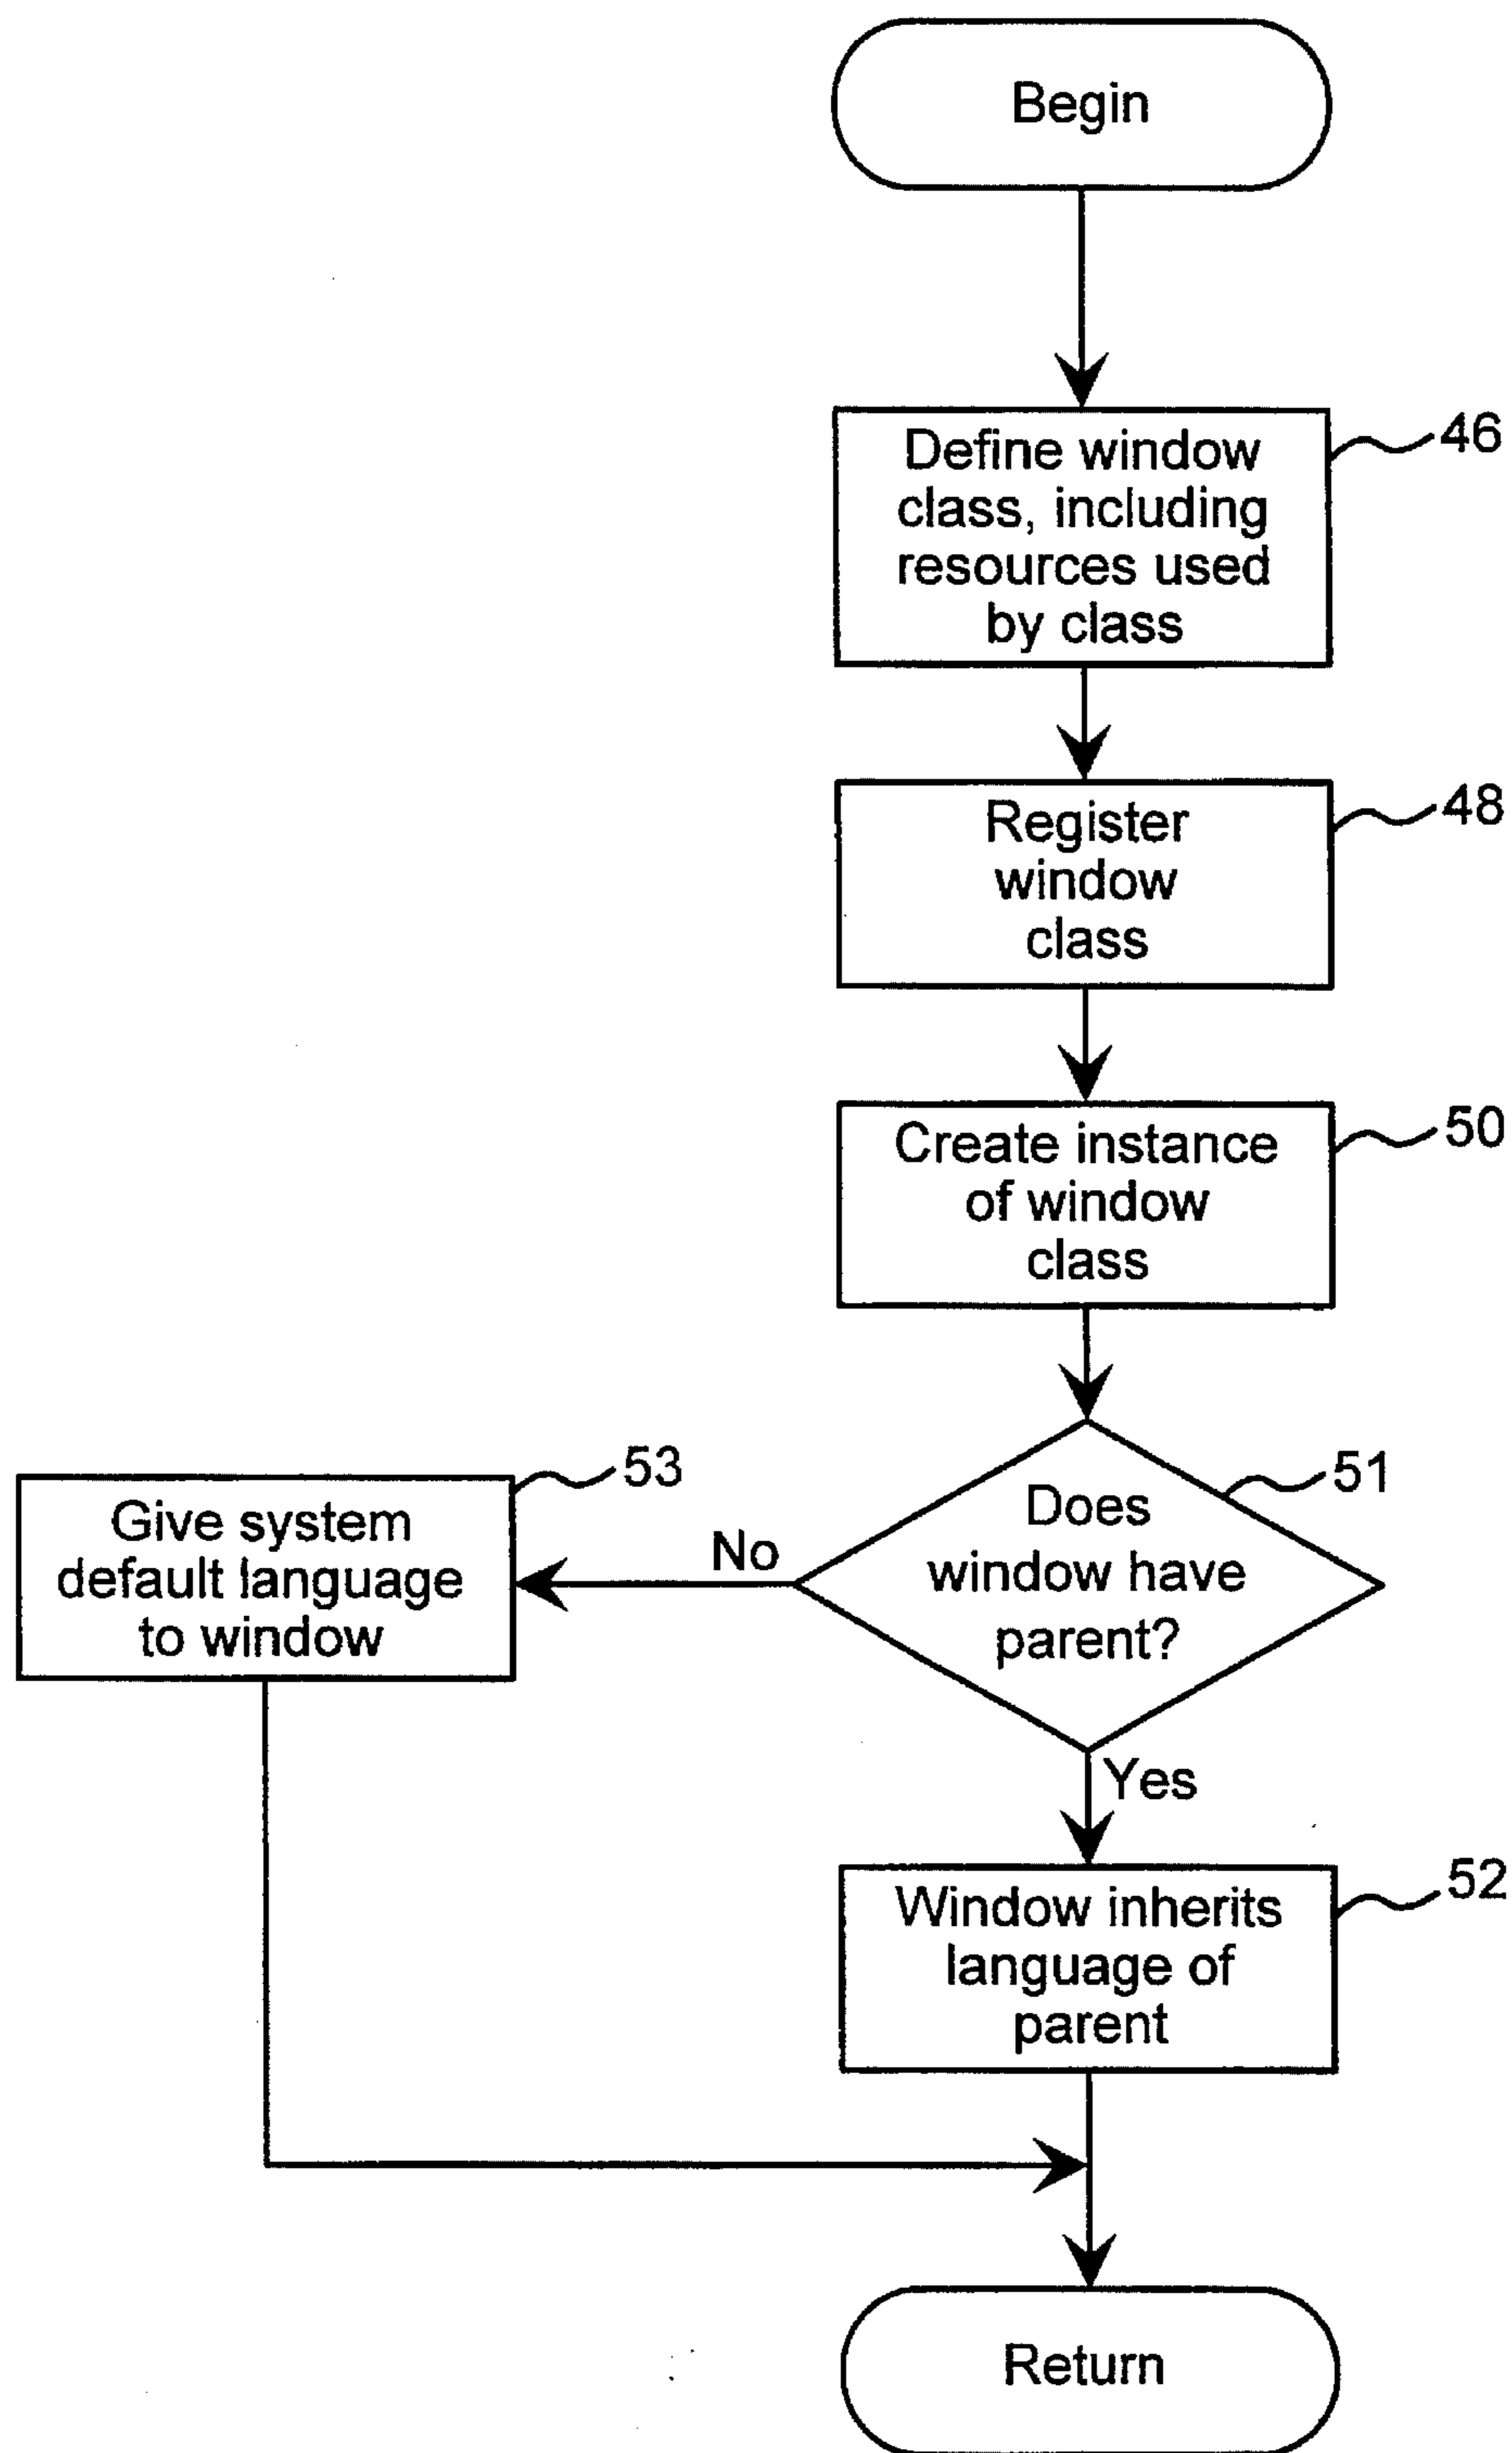 Begin
Define window
class, including
resources used
by class
46
Register
window
class
48
Create instance
of window
class
50
Does
window have
parent?
51
No
Give system
default language
to window
53
Yes
Window inherits
language of
parent
52
Return